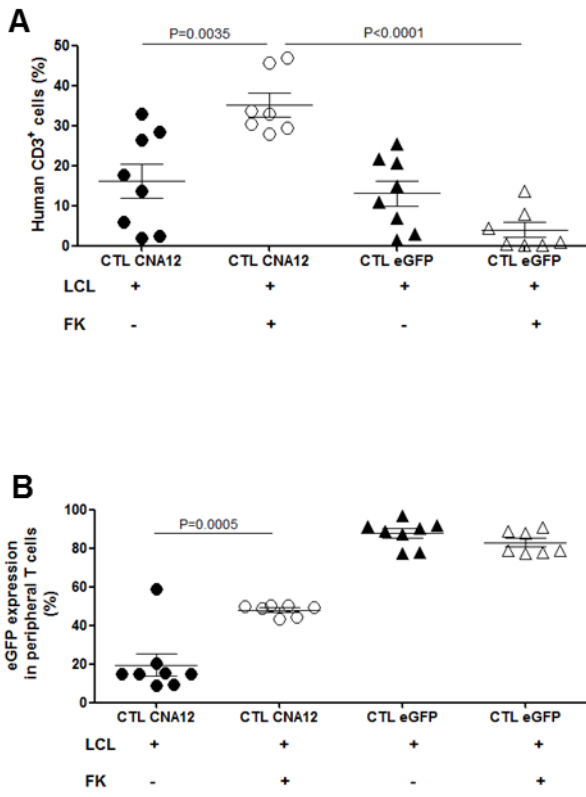 A
P=0.0035 P<0.0001
Human CD3+ cells (%)
50
40
30
20
10
0
CTL CNA12 CTL CNA12 CTL eGFP CTL eGFP
LCL + + + +
FK - + - +
B
P=0.0005
eGFP expression
in peripheral T cells
(%)
100
80
60
40
20
0
CTL CNA12 CTL CNA12 CTL eGFP CTL eGFP
LCL + + + +
FK - + - +